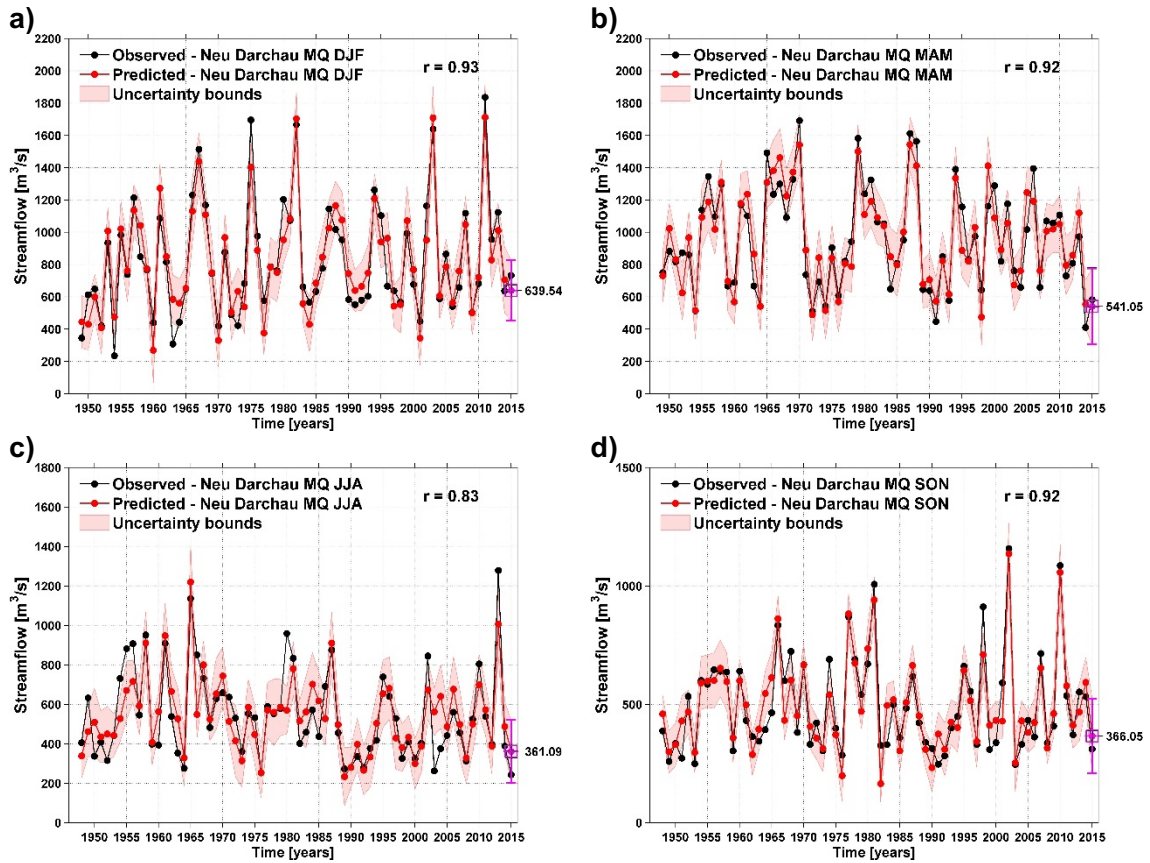 a)
Observed - Neu Darchau MQ DJF
Predicted - Neu Darchau MQ DJF
Uncertainty bounds
r = 0.93
Streamflow [m³/s]
2200
2000
1800
1600
1400
1200
1000
800
600
400
200
0
639.54
1950 1955 1960 1965 1970 1975 1980 1985 1990 1995 2000 2005 2010 2015
Time [years]
b)
Observed - Neu Darchau MQ MAM
Predicted - Neu Darchau MQ MAM
Uncertainty bounds
r = 0.92
Streamflow [m³/s]
2200
2000
1800
1600
1400
1200
1000
800
600
400
200
0
541.05
1950 1955 1960 1965 1970 1975 1980 1985 1990 1995 2000 2005 2010 2015
Time [years]
c)
Observed - Neu Darchau MQ JJA
Predicted - Neu Darchau MQ JJA
Uncertainty bounds
r = 0.83
Streamflow [m³/s]
1800
1600
1400
1200
1000
800
600
400
200
0
361.09
1950 1955 1960 1965 1970 1975 1980 1985 1990 1995 2000 2005 2010 2015
Time [years]
d)
Observed - Neu Darchau MQ SON
Predicted - Neu Darchau MQ SON
Uncertainty bounds
r = 0.92
Streamflow [m³/s]
1500
1000
500
0
366.05
1950 1955 1960 1965 1970 1975 1980 1985 1990 1995 2000 2005 2010 2015
Time [years]